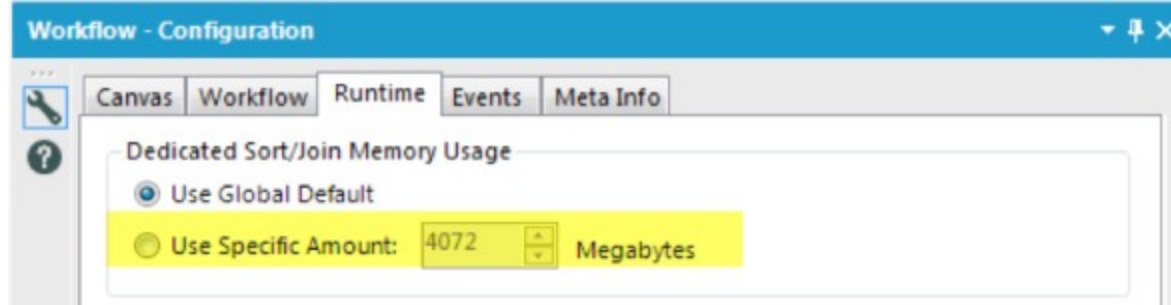 Workflow - Configuration
Canvas Workflow Runtime Events Meta Info
?
Dedicated Sort/Join Memory Usage
Use Global Default
Use Specific Amount: 4072 Megabytes